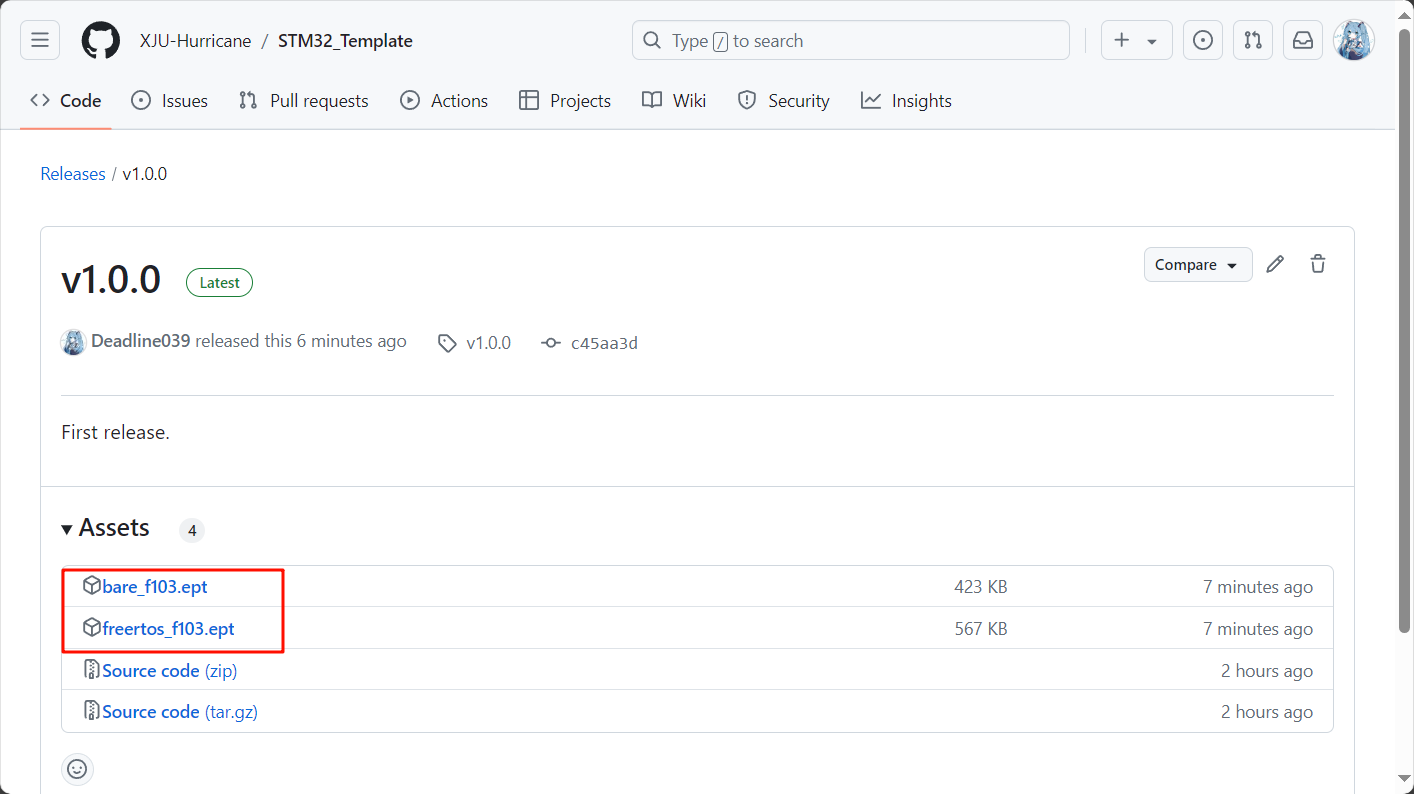 XJU-Hurricane / STM32_Template
Type / to search
Code Issues Pull requests Actions Projects Wiki Security Insights
Releases / v1.0.0
v1.0.0 Latest
Compare
Deadline039 released this 6 minutes ago v1.0.0 c45aa3d
First release.
Assets 4
bare_f103.ept 423 KB 7 minutes ago
freertos_f103.ept 567 KB 7 minutes ago
Source code (zip) 2 hours ago
Source code (tar.gz) 2 hours ago